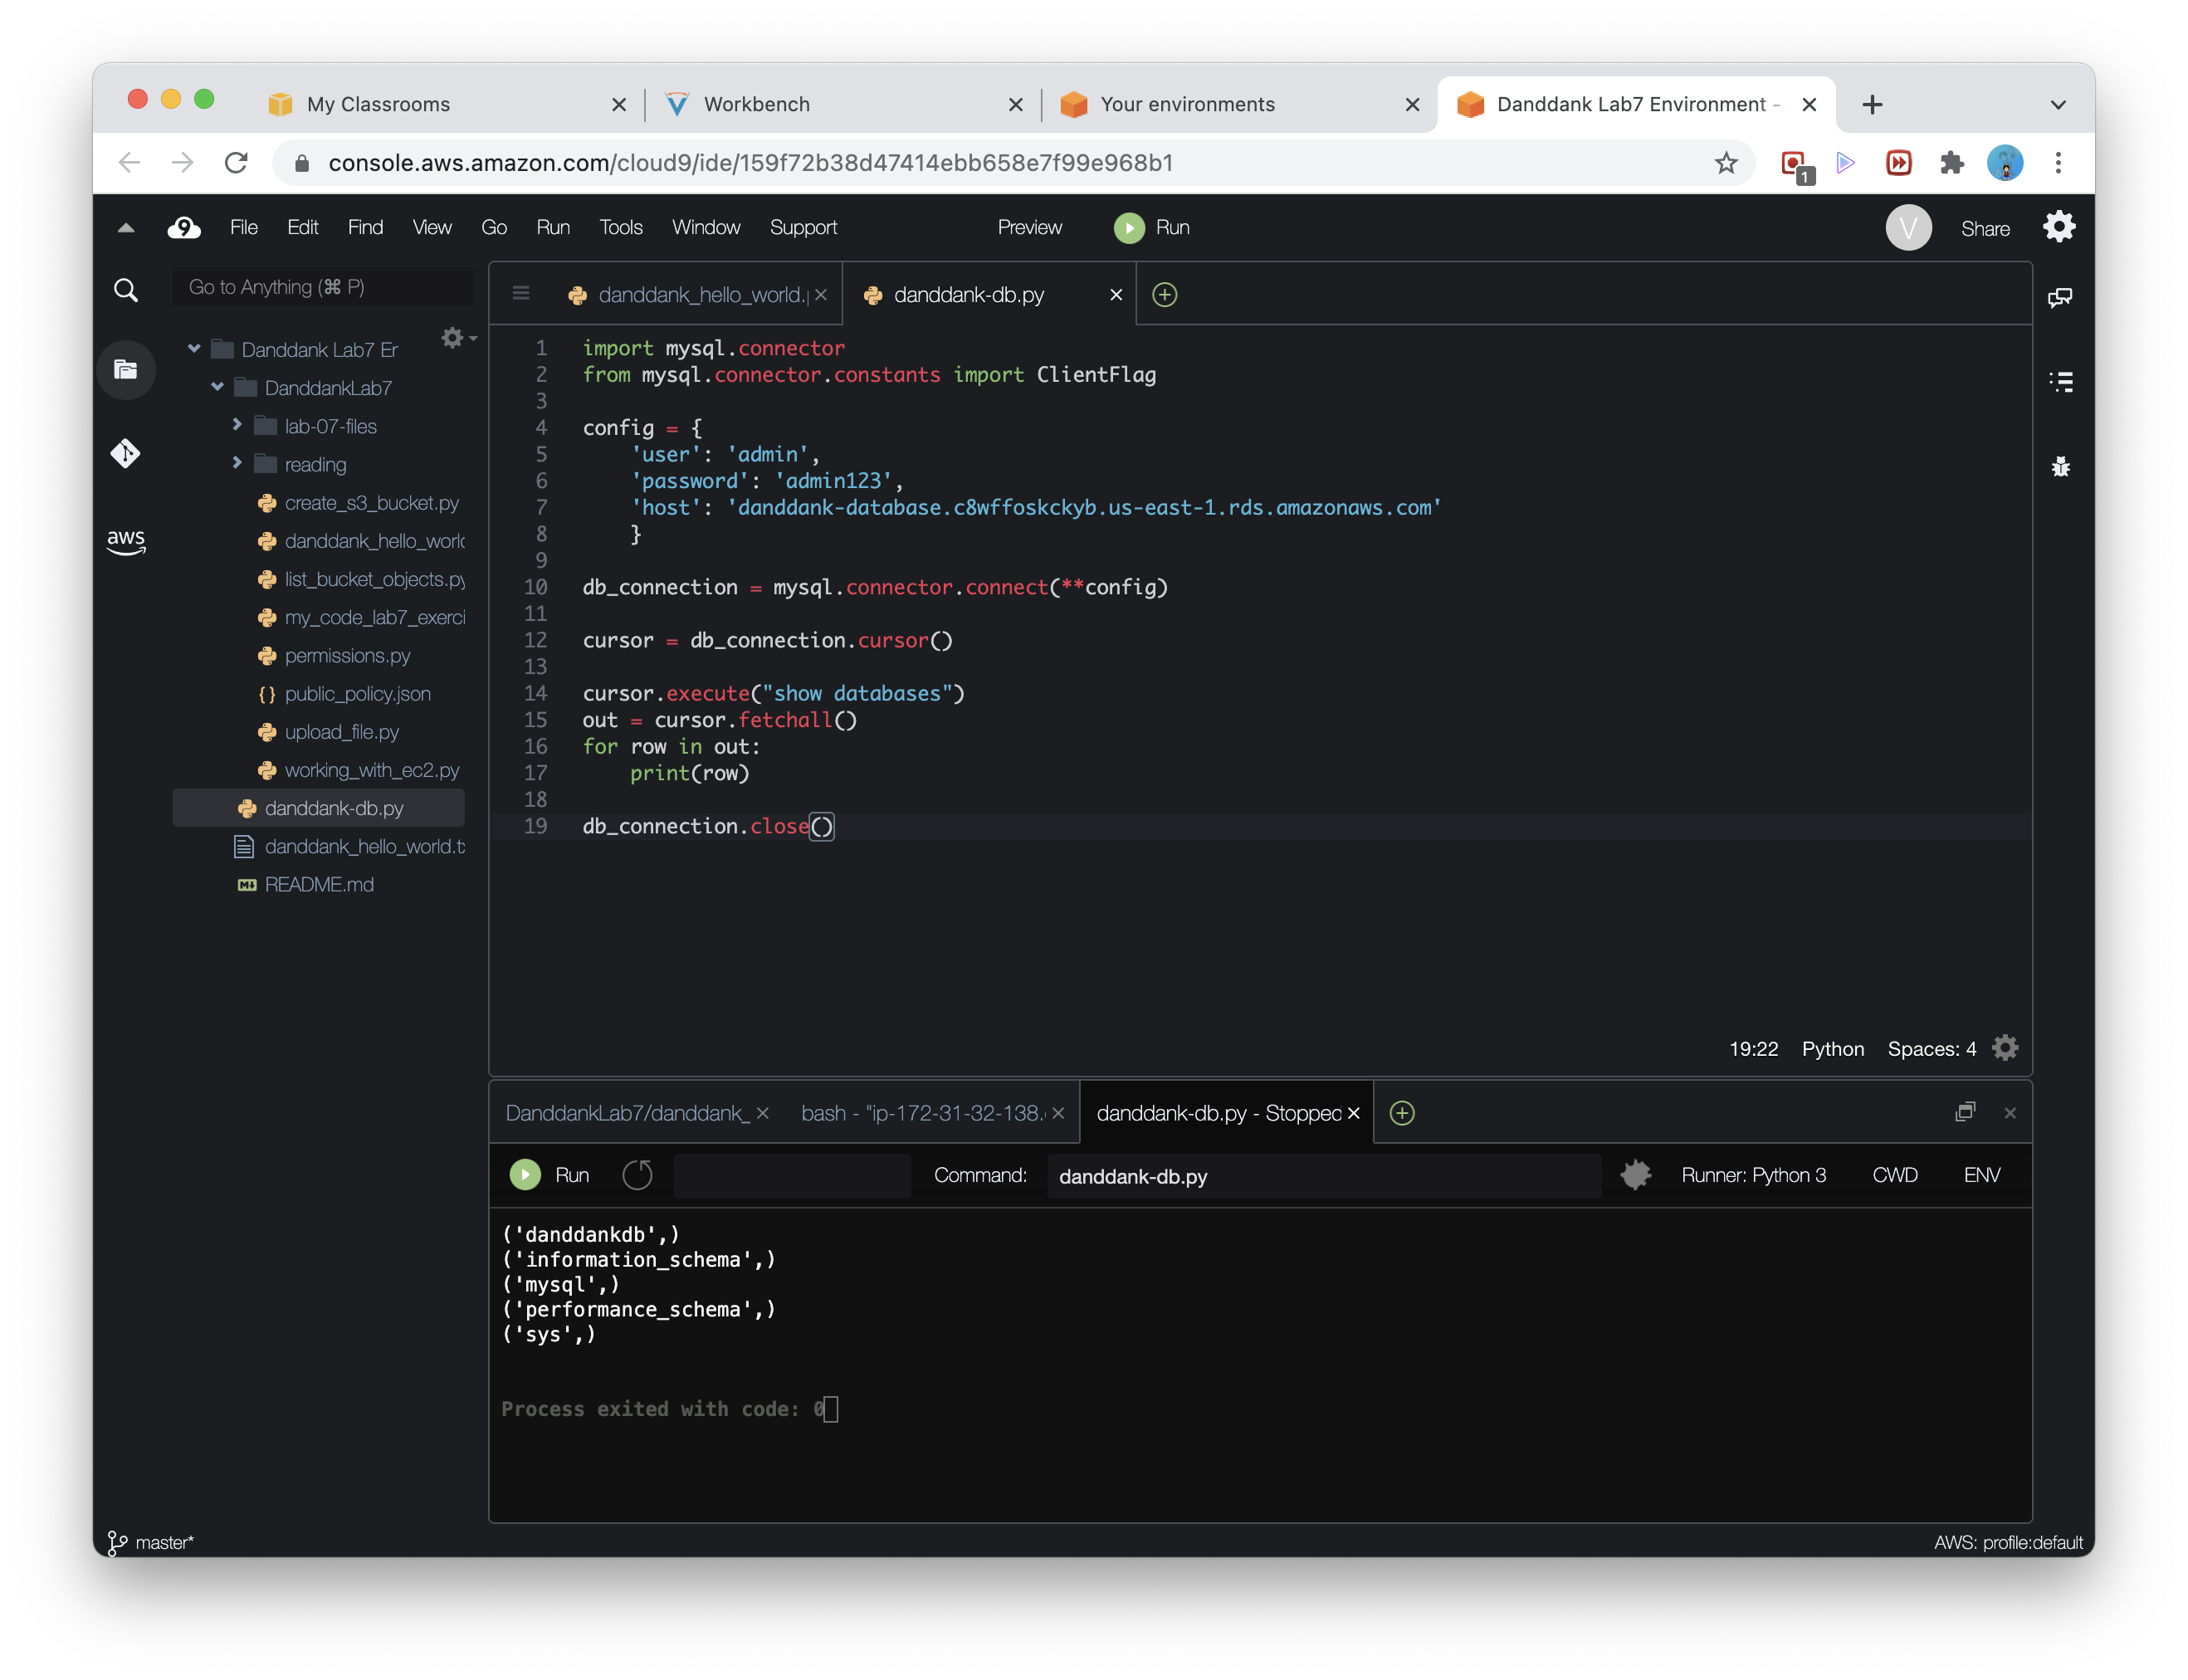 My Classrooms
Workbench
Your environments
Danddank Lab7 Environment -
console.aws.amazon.com/cloud9/ide/159f72b38d47414ebb658e7f99e968b1
1
9 File Edit Find View Go Run Tools Window Support Preview Run V Share
Go to Anything (⌘ P)
Danddank Lab7 Er
DanddankLab7
lab-07-files
reading
create_s3_bucket.py
danddank_hello_world
list_bucket_objects.py
my_code_lab7_exerci
permissions.py
{} public_policy.json
upload_file.py
working_with_ec2.py
danddank-db.py
danddank_hello_world.tx
M README.md
aws
danddank_hello_world.p
danddank-db.py
1 import mysql.connector
2 from mysql.connector.constants import ClientFlag
3
4 config = {
5     'user': 'admin',
6     'password': 'admin123',
7     'host': 'danddank-database.c8wffoskckyb.us-east-1.rds.amazonaws.com'
8     }
9
10 db_connection = mysql.connector.connect(**config)
11
12 cursor = db_connection.cursor()
13
14 cursor.execute("show databases")
15 out = cursor.fetchall()
16 for row in out:
17     print(row)
18
19 db_connection.close()
19:22 Python Spaces: 4
DanddankLab7/danddank_
bash - "ip-172-31-32-138.
danddank-db.py - Stopped
Run Command: danddank-db.py Runner: Python 3 CWD ENV
('danddankdb',)
('information_schema',)
('mysql',)
('performance_schema',)
('sys',)
Process exited with code: 0
master*
AWS: profile:default